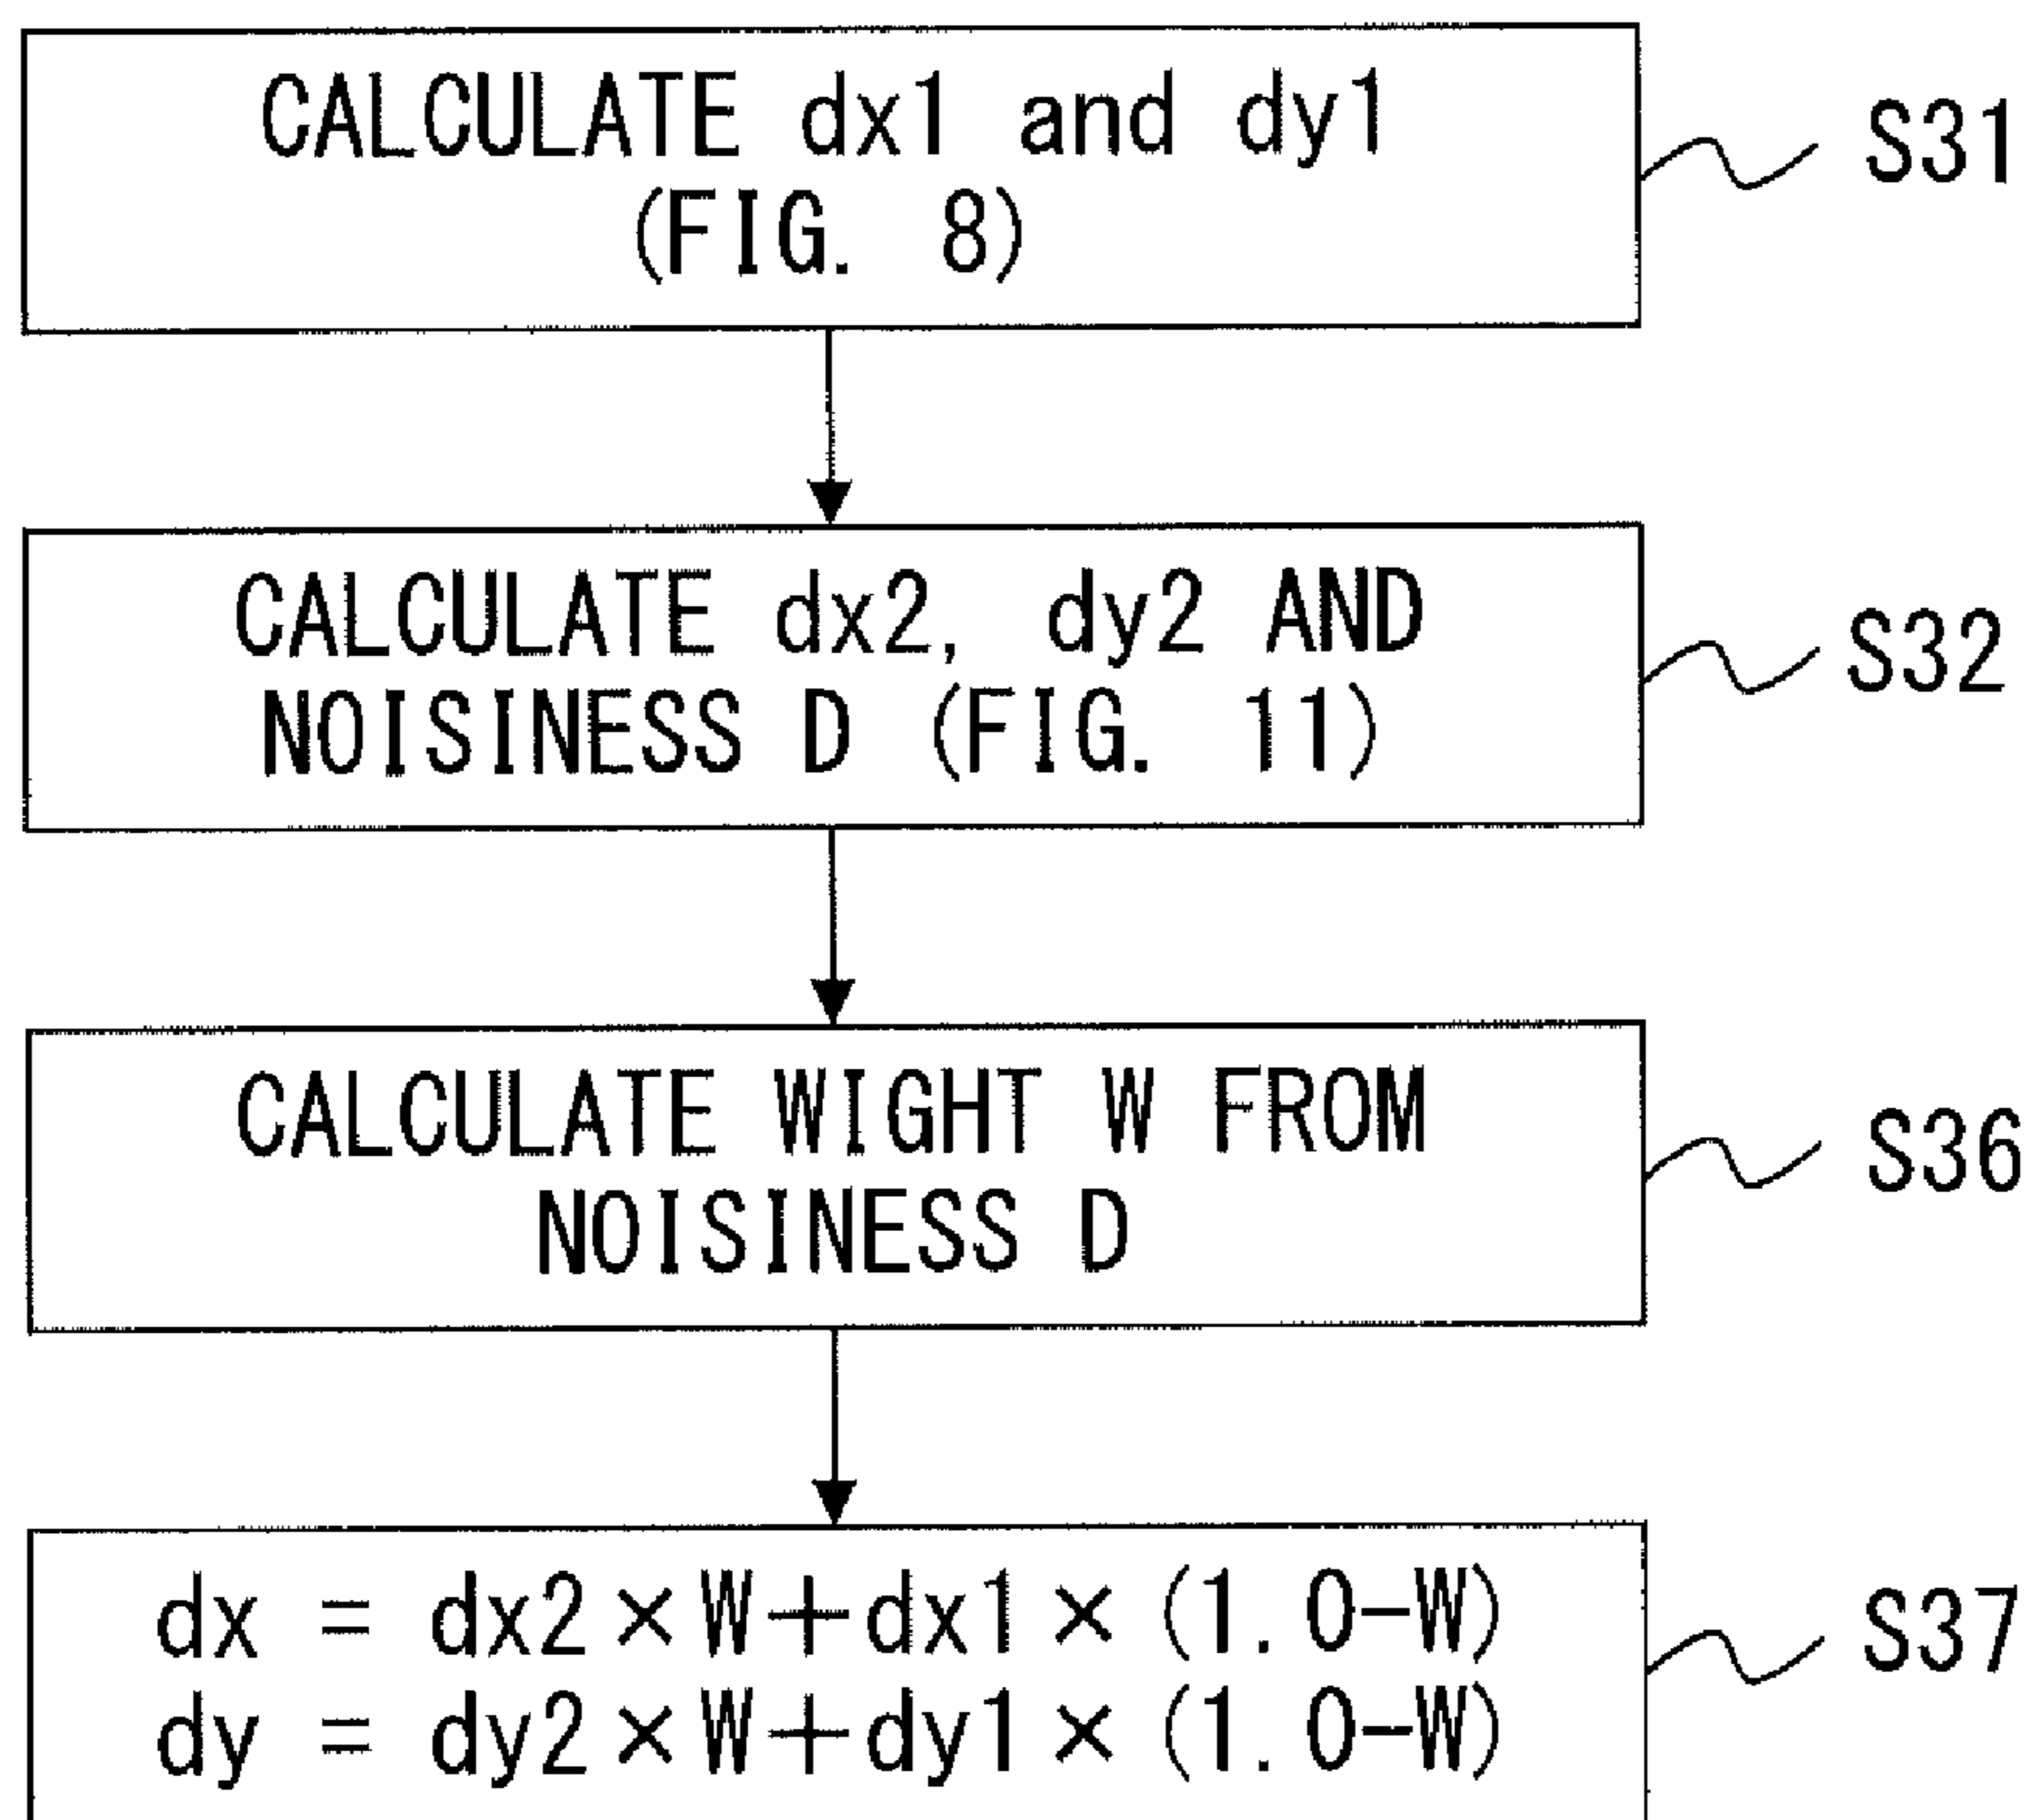 CALCULATE dx1 and dy1
(FIG. 8)
S31
CALCULATE dx2, dy2 AND
NOISINESS D (FIG. 11)
S32
CALCULATE WIGHT W FROM
NOISINESS D
S36
dx = dx2×W+dx1×(1.0-W)
dy = dy2×W+dy1×(1.0-W)
S37